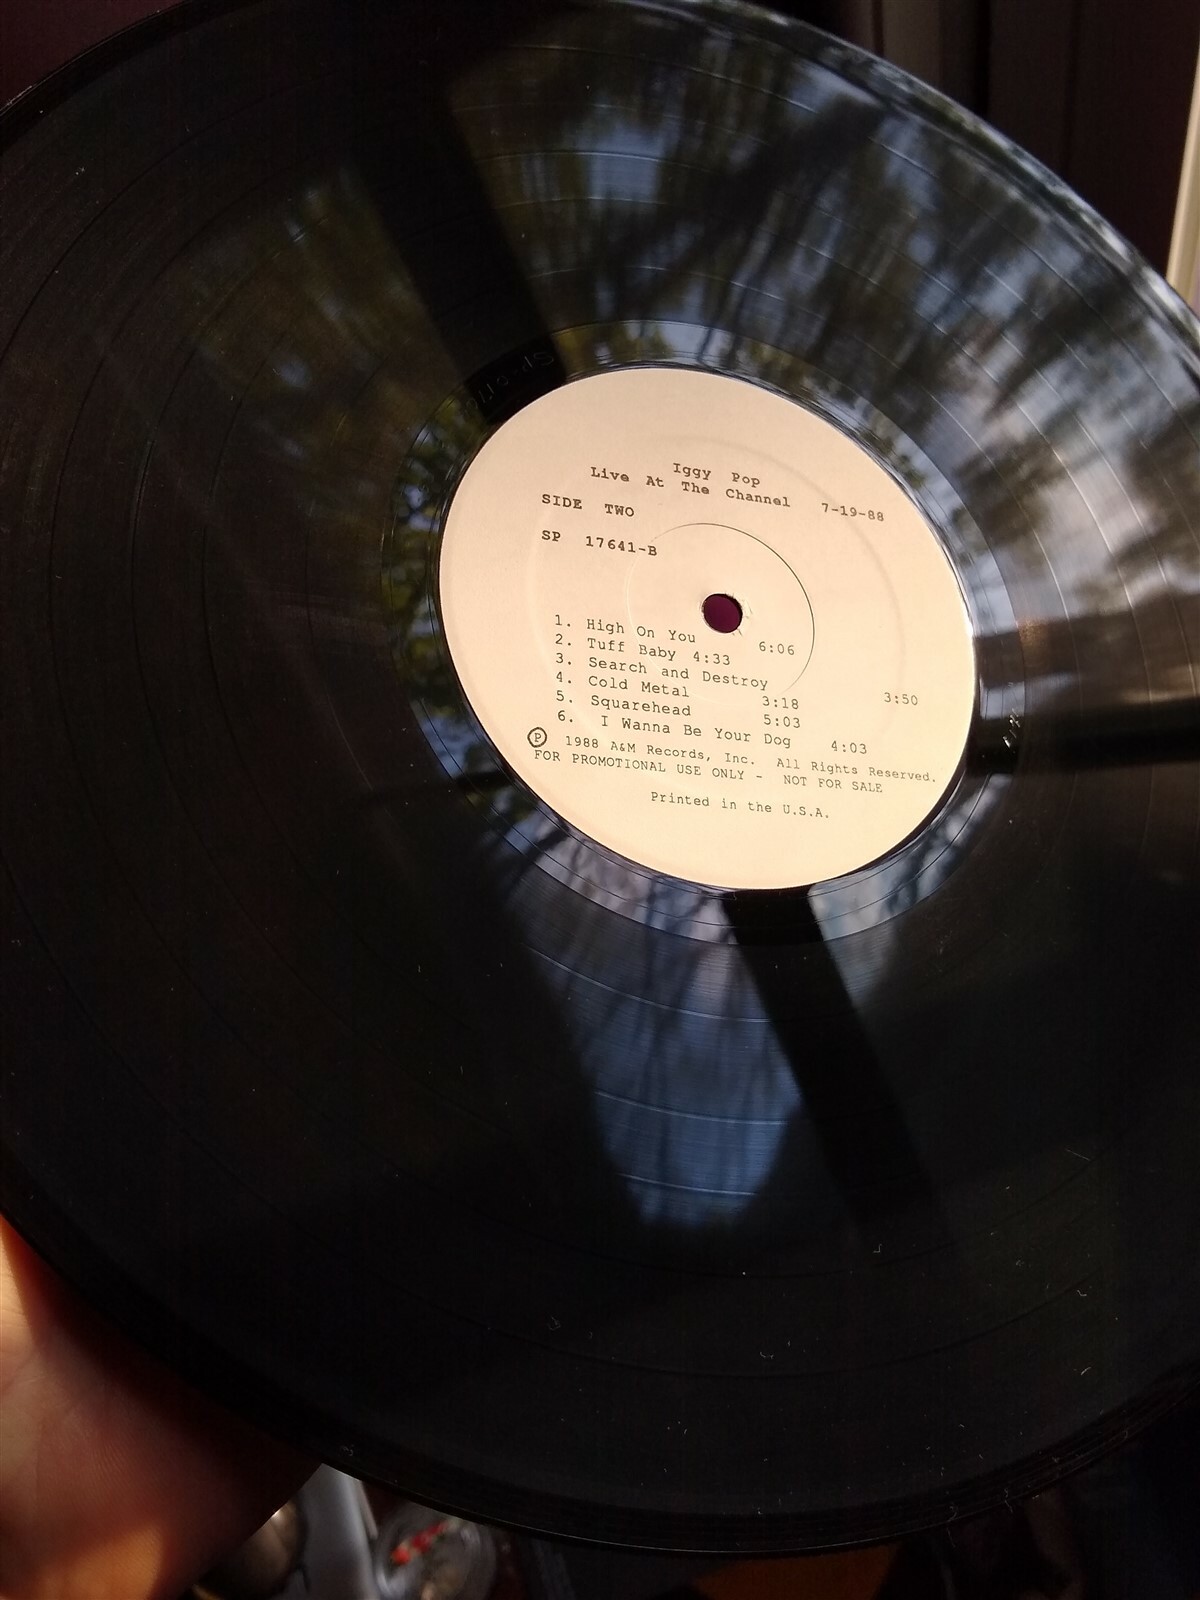 Iggy Pop
Live At The Channel 7-19-88
SIDE TWO
SP 17641-B
1. High On You 6:06
2. Tuff Baby 4:33
3. Search and Destroy 3:50
4. Cold Metal 3:18
5. Squarehead 5:03
6. I Wanna Be Your Dog 4:03
Ⓟ 1988 A&M Records, Inc. All Rights Reserved.
FOR PROMOTIONAL USE ONLY - NOT FOR SALE
Printed in the U.S.A.